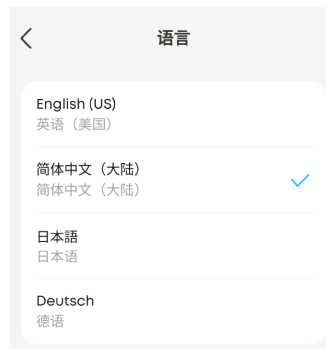 语言
English (US)
英语（美国）
简体中文（大陆）
简体中文（大陆）
日本語
日本语
Deutsch
德语